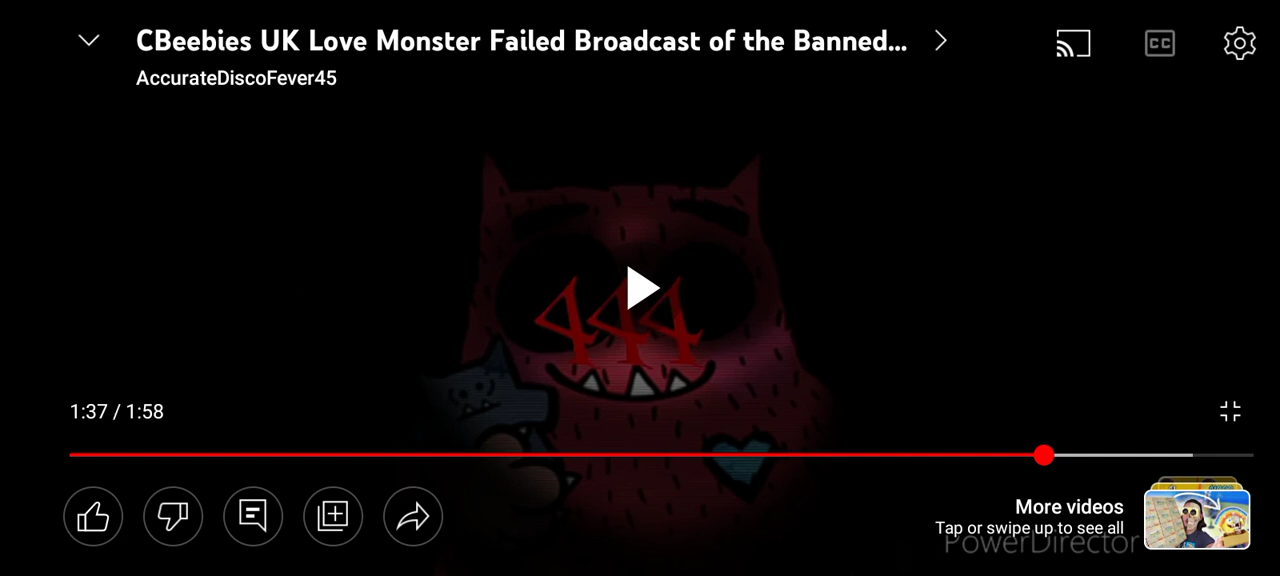 CBeebies UK Love Monster Failed Broadcast of the Banned...
AccurateDiscoFever45
CC
444
1:37 / 1:58
More videos
Tap or swipe up to see all
PowerDirector